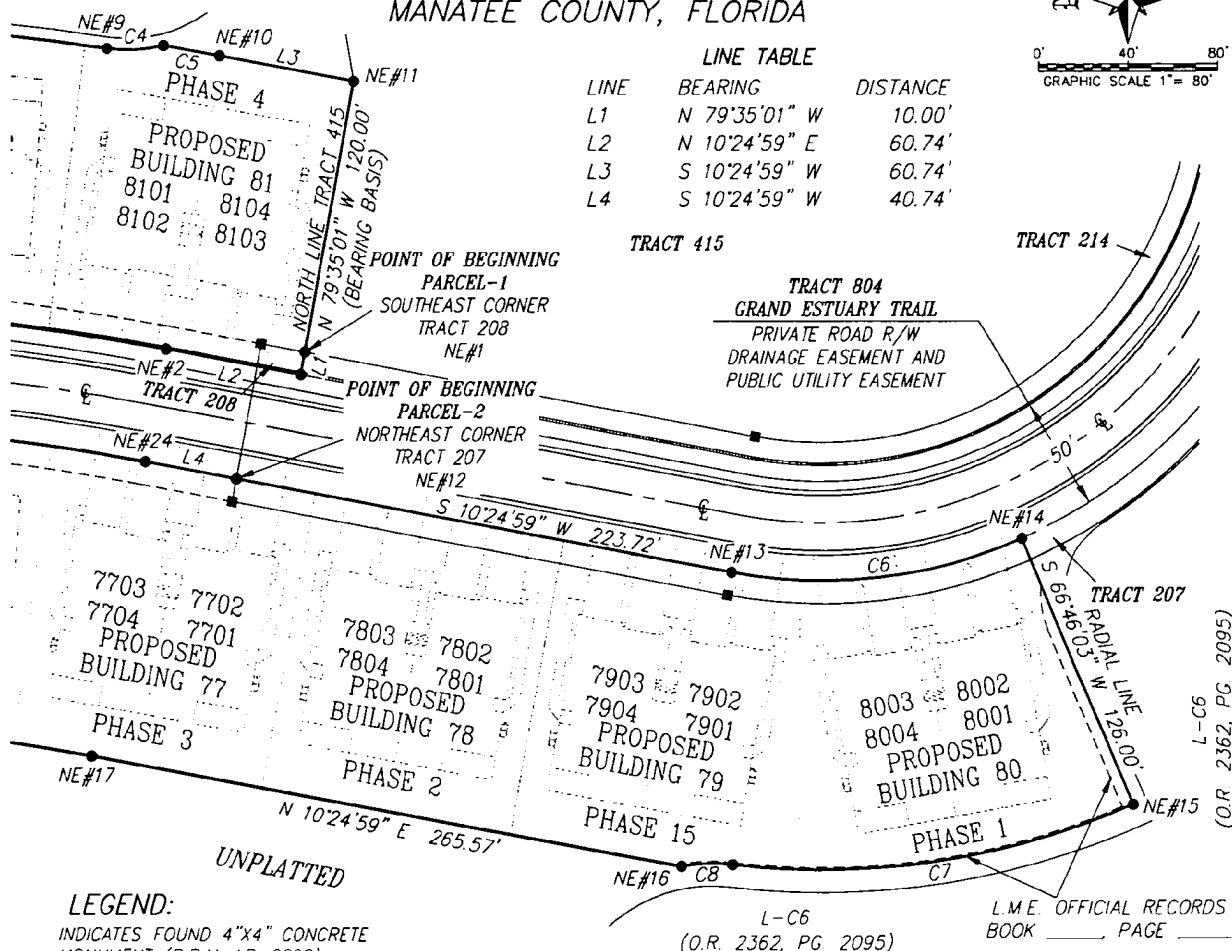 MANATEE COUNTY, FLORIDA
0' 40' 80'
GRAPHIC SCALE 1"= 80'
LINE TABLE
LINE BEARING DISTANCE
L1 N 79°35'01" W 10.00'
L2 N 10°24'59" E 60.74'
L3 S 10°24'59" W 60.74'
L4 S 10°24'59" W 40.74'
NE#9
C4
C5
NE#10
L3
NE#11
PHASE 4
PROPOSED
BUILDING 81
8101 8104
8102 8103
NORTH LINE TRACT 415
N 79°35'01" W 120.00'
(BEARING BASIS)
TRACT 415
TRACT 214
POINT OF BEGINNING
PARCEL-1
SOUTHEAST CORNER
TRACT 208
NE#1
TRACT 804
GRAND ESTUARY TRAIL
PRIVATE ROAD R/W
DRAINAGE EASEMENT AND
PUBLIC UTILITY EASEMENT
NE#2
L2
L1
TRACT 208
POINT OF BEGINNING
PARCEL-2
NORTHEAST CORNER
TRACT 207
NE#12
NE#24
L4
50'
S 10°24'59" W 223.72'
NE#13
C6
NE#14
TRACT 207
S 66°46'03" W 126.00'
RADIAL LINE
L-C6
(O.R. 2362, PG. 2095)
7703 7702
7704 7701
PROPOSED
BUILDING 77
PHASE 3
7803 7802
7804 7801
PROPOSED
BUILDING 78
PHASE 2
7903 7902
7904 7901
PROPOSED
BUILDING 79
PHASE 15
8003 8002
8004 8001
PROPOSED
BUILDING 80
PHASE 1
NE#15
NE#17
N 10°24'59" E 265.57'
NE#16
C8
C7
UNPLATTED
LEGEND:
INDICATES FOUND 4"X4" CONCRETE
L-C6
(O.R. 2362, PG. 2095)
L.M.E. OFFICIAL RECORDS
BOOK ____, PAGE ____